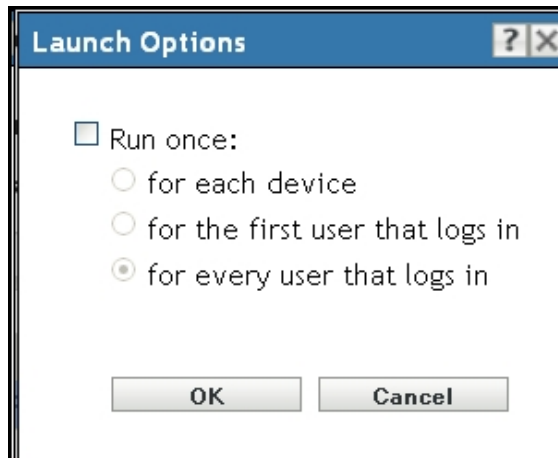 Launch Options
?
Run once:
for each device
for the first user that logs in
for every user that logs in
OK Cancel